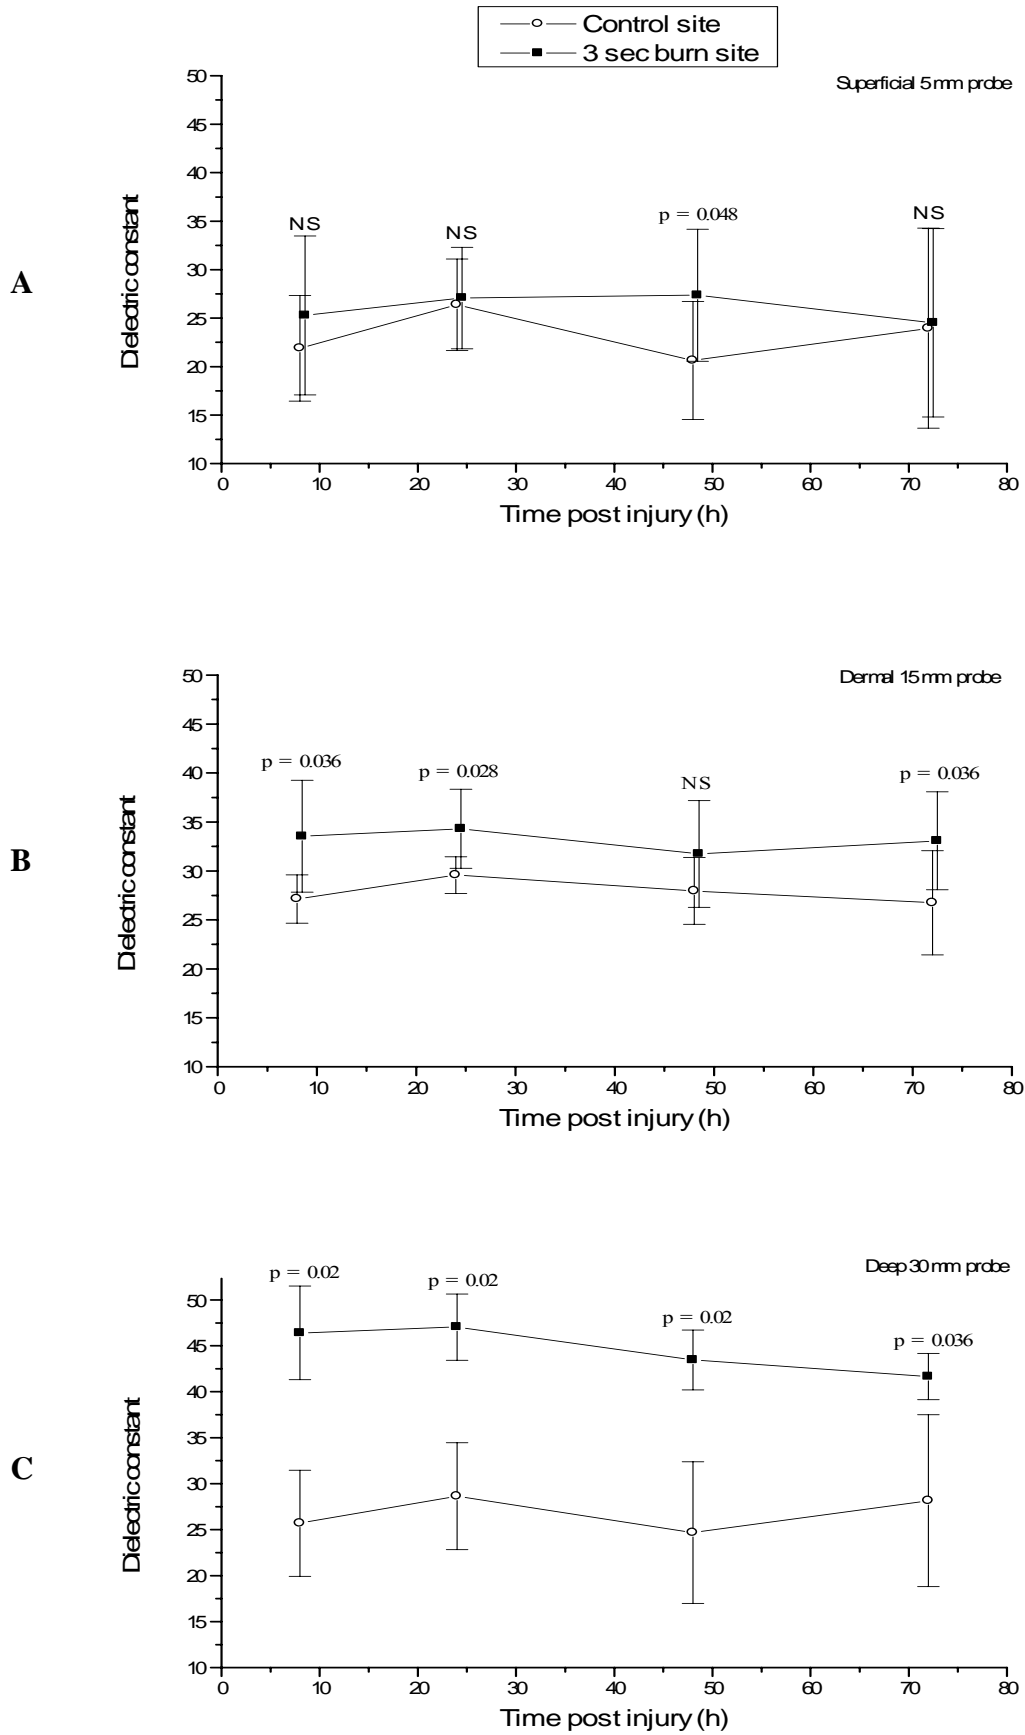 Control site
3 sec burn site
Superficial 5 mm probe
50
45
40
35
30
25
20
15
10
NS
NS
p = 0.048
NS
A
Dielectric constant
0 10 20 30 40 50 60 70 80
Time post injury (h)
Dermal 15 mm probe
50
45
40
35
30
25
20
15
10
p = 0.036
p = 0.028
NS
p = 0.036
B
Dielectric constant
0 10 20 30 40 50 60 70 80
Time post injury (h)
Deep 30 mm probe
50
45
40
35
30
25
20
15
10
p = 0.02
p = 0.02
p = 0.02
p = 0.036
C
Dielectric constant
0 10 20 30 40 50 60 70 80
Time post injury (h)